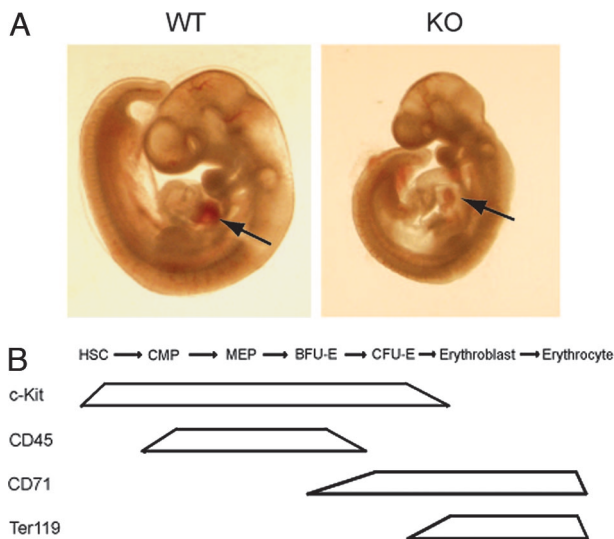 A
WT
KO
B
HSC → CMP → MEP → BFU-E → CFU-E → Erythroblast → Erythrocyte
c-Kit
CD45
CD71
Ter119